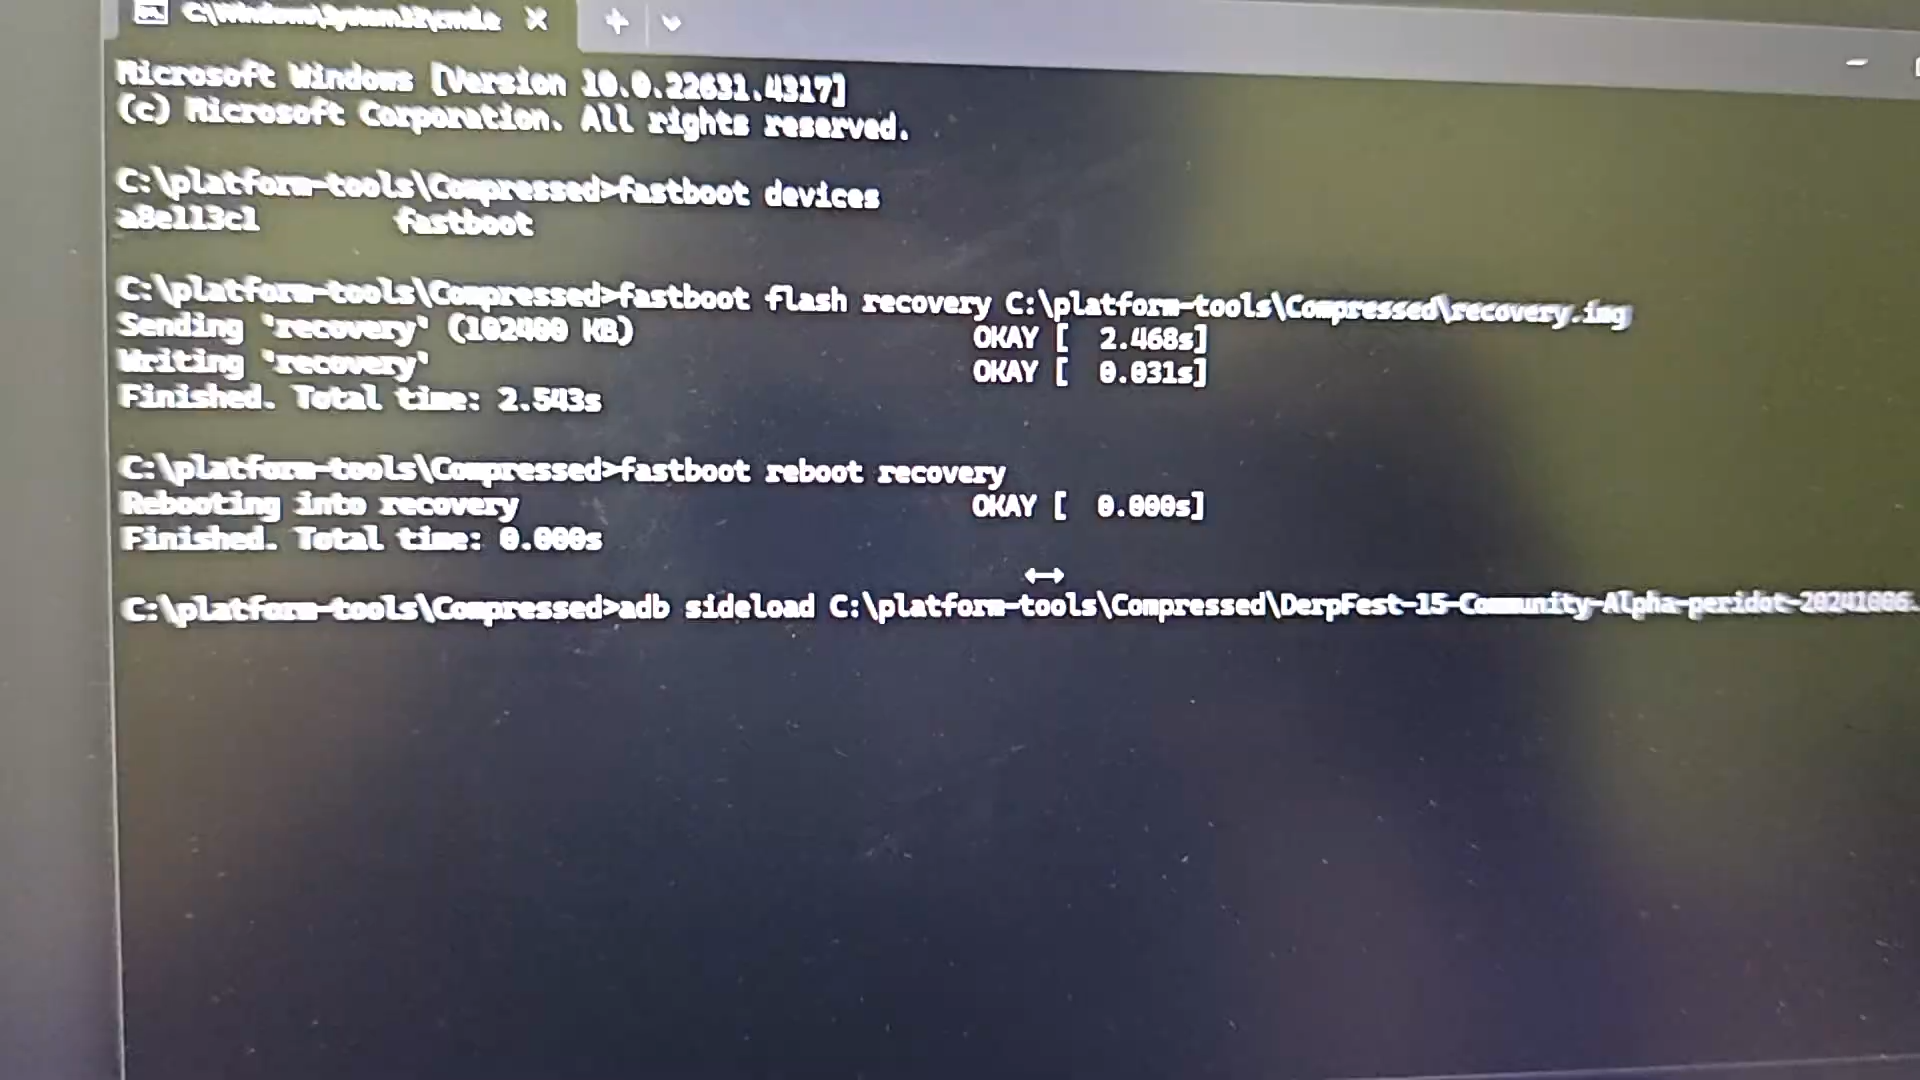 C:\Windows\System32\cmd.e
Microsoft Windows [Version 10.0.22631.4317]
(c) Microsoft Corporation. All rights reserved.
C:\platform-tools\Compressed>fastboot devices
a8e113c1 fastboot
C:\platform-tools\Compressed>fastboot flash recovery C:\platform-tools\Compressed\recovery.img
Sending 'recovery' (102400 KB) OKAY [ 2.468s]
Writing 'recovery' OKAY [ 0.031s]
Finished. Total time: 2.543s
C:\platform-tools\Compressed>fastboot reboot recovery
Rebooting into recovery OKAY [ 0.000s]
Finished. Total time: 0.000s
C:\platform-tools\Compressed>adb sideload C:\platform-tools\Compressed\DerpFest-15-Community-Alpha-peridot-20241006.